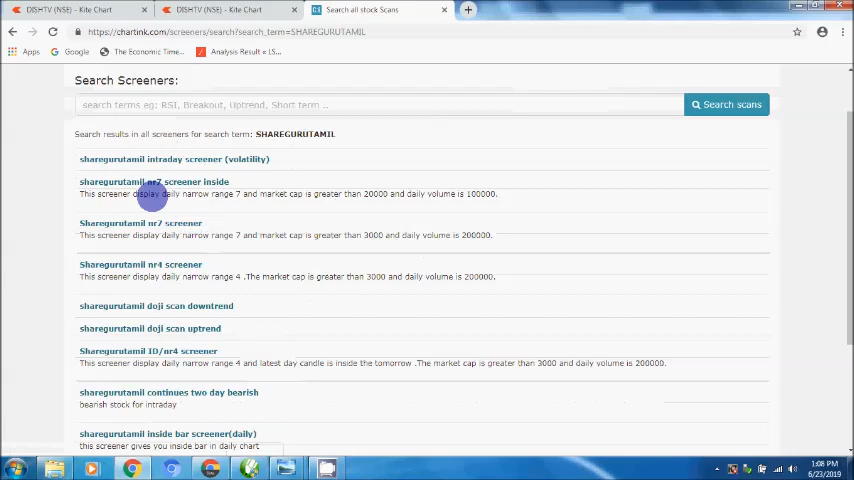 DISHTV (NSE) - Kite Chart
DISHTV (NSE) - Kite Chart
Search all stock Scans
https://chartink.com/screeners/search?search_term=SHAREGURUTAMIL
Apps
Google
The Economic Time...
Analysis Result « LS...
Search Screeners:
search terms eg: RSI, Breakout, Uptrend, Short term ..
Search scans
Search results in all screeners for search term: SHAREGURUTAMIL
sharegurutamil intraday screener (volatility)
sharegurutamil nr7 screener inside
This screener display daily narrow range 7 and market cap is greater than 20000 and daily volume is 100000.
Sharegurutamil nr7 screener
This screener display daily narrow range 7 and market cap is greater than 3000 and daily volume is 200000.
Sharegurutamil nr4 screener
This screener display daily narrow range 4 .The market cap is greater than 3000 and daily volume is 200000.
sharegurutamil doji scan downtrend
sharegurutamil doji scan uptrend
Sharegurutamil ID/nr4 screener
This screener display daily narrow range 4 and latest day candle is inside the tomorrow .The market cap is greater than 3000 and daily volume is 200000.
sharegurutamil continues two day bearish
bearish stock for intraday
sharegurutamil inside bar screener(daily)
this screener gives you inside bar in daily chart
1:08 PM
6/23/2019